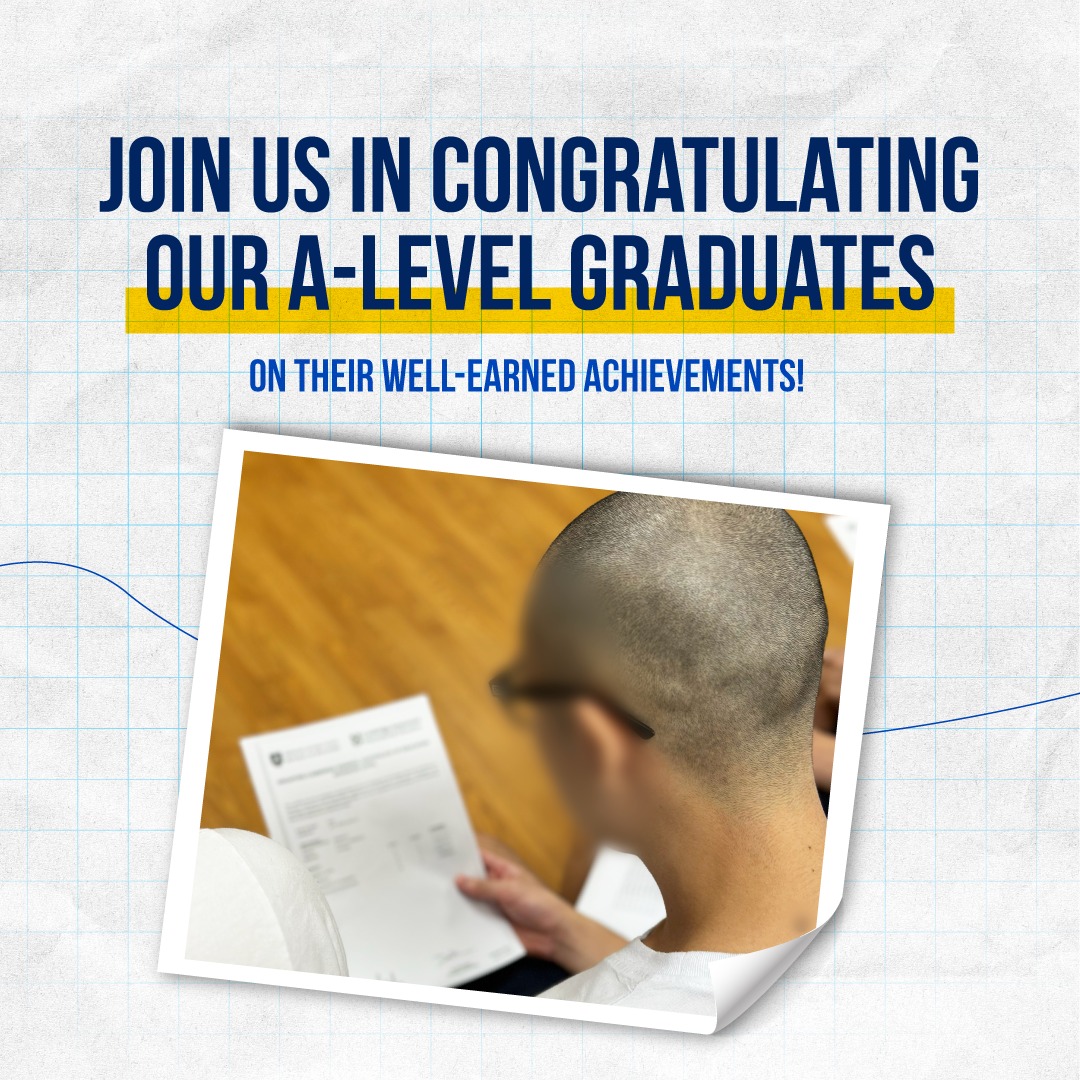 JOIN US IN CONGRATULATING
OUR A-LEVEL GRADUATES
ON THEIR WELL-EARNED ACHIEVEMENTS!